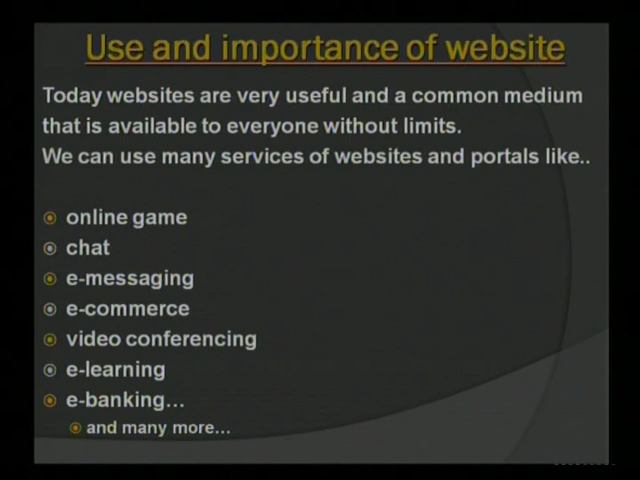 Use and importance of website
Today websites are very useful and a common medium
that is available to everyone without limits.
We can use many services of websites and portals like..
online game
chat
e-messaging
e-commerce
video conferencing
e-learning
e-banking...
and many more...